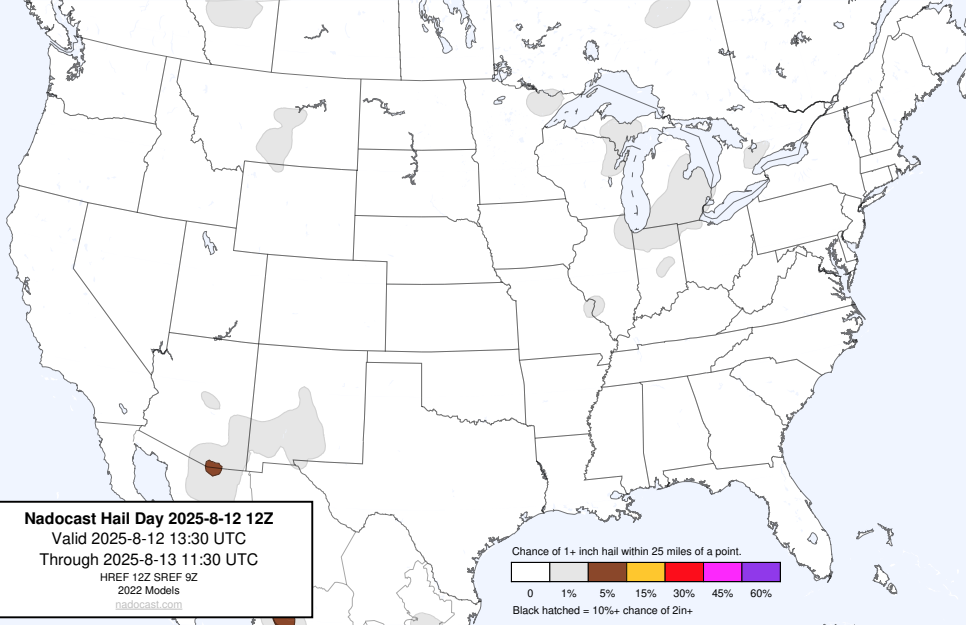 Nadocast Hail Day 2025-8-12 12Z
Valid 2025-8-12 13:30 UTC
Through 2025-8-13 11:30 UTC
HREF 12Z SREF 9Z
2022 Models
nadocast.com
Chance of 1+ inch hail within 25 miles of a point.
0 1% 5% 15% 30% 45% 60%
Black hatched = 10%+ chance of 2in+